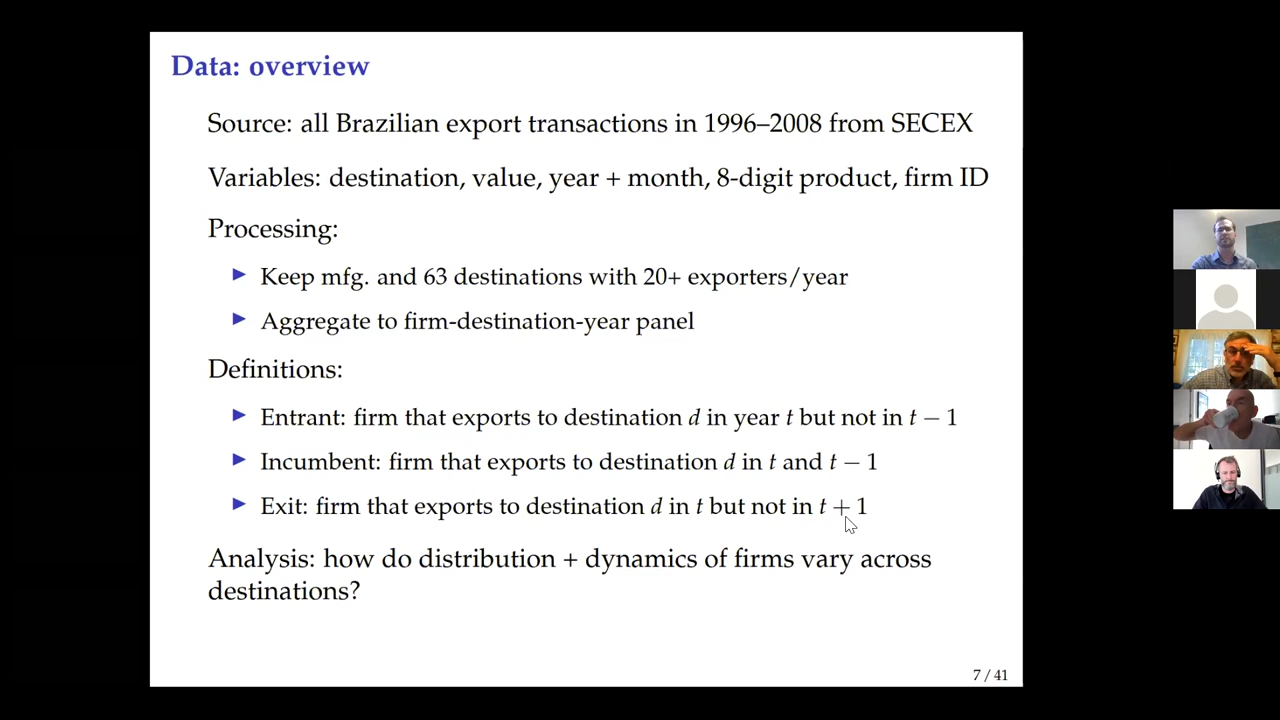 Data: overview
Source: all Brazilian export transactions in 1996–2008 from SECEX
Variables: destination, value, year + month, 8-digit product, firm ID
Processing:
▶ Keep mfg. and 63 destinations with 20+ exporters/year
▶ Aggregate to firm-destination-year panel
Definitions:
▶ Entrant: firm that exports to destination d in year t but not in t − 1
▶ Incumbent: firm that exports to destination d in t and t − 1
▶ Exit: firm that exports to destination d in t but not in t + 1
Analysis: how do distribution + dynamics of firms vary across
destinations?
7 / 41